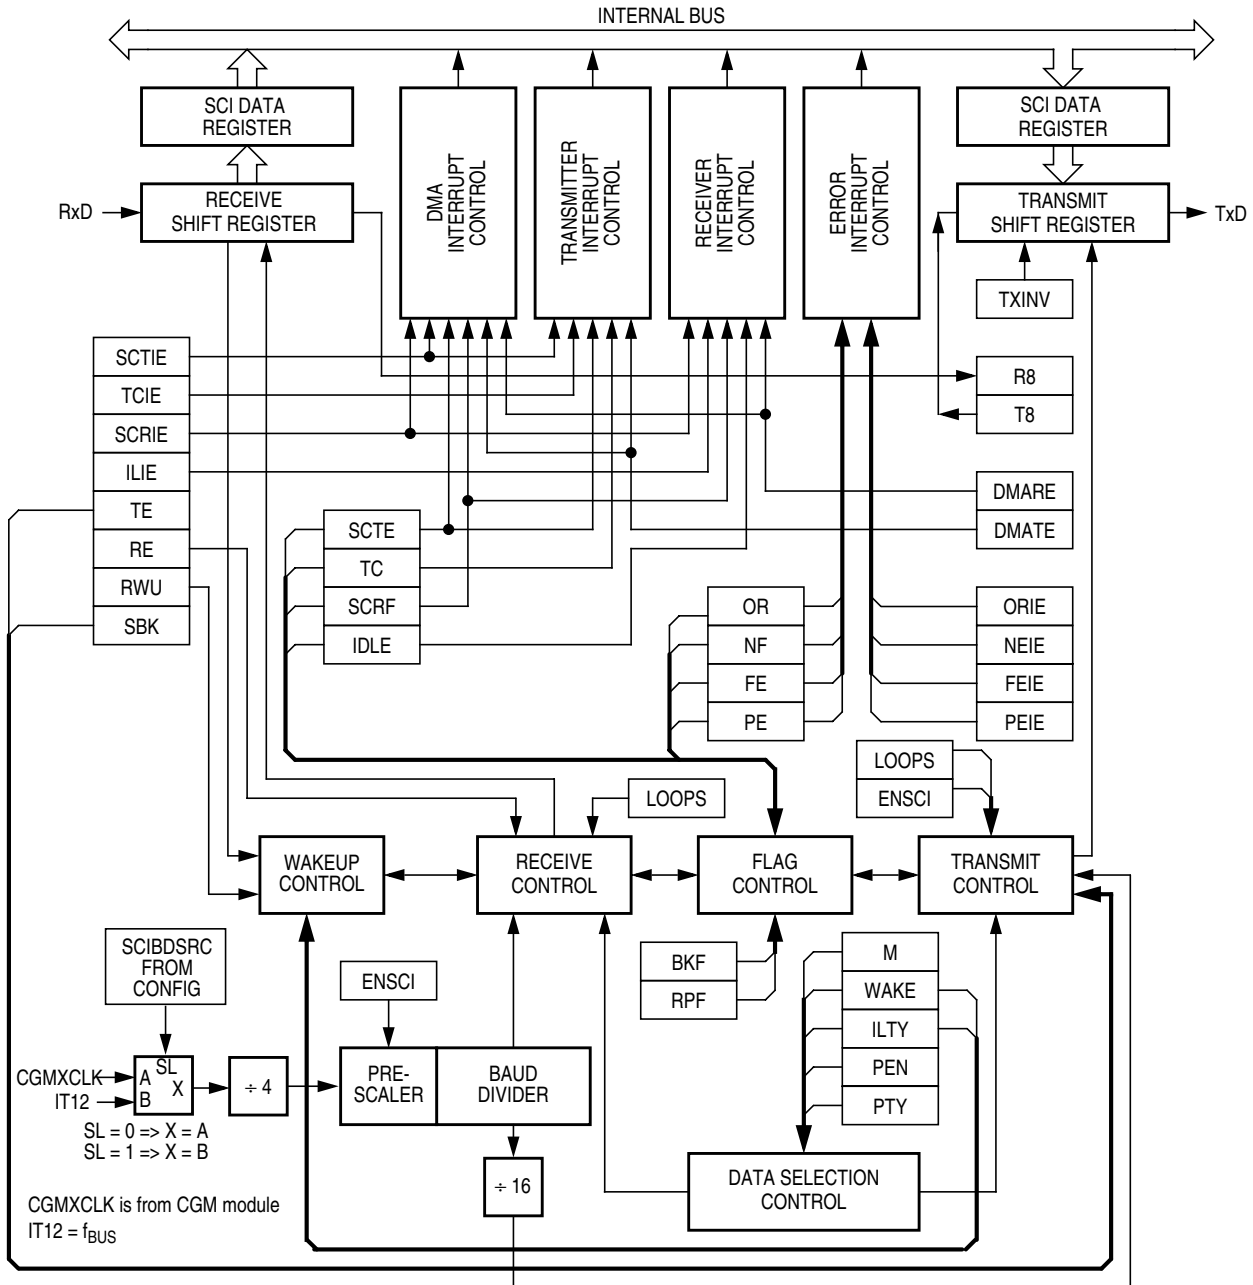 INTERNAL BUS
SCI DATA
REGISTER
SCI DATA
REGISTER
DMA
INTERRUPT
CONTROL
TRANSMITTER
INTERRUPT
CONTROL
RECEIVER
INTERRUPT
CONTROL
ERROR
INTERRUPT
CONTROL
RxD
RECEIVE
SHIFT REGISTER
TRANSMIT
SHIFT REGISTER
TxD
TXINV
SCTIE
TCIE
SCRIE
ILIE
TE
RE
RWU
SBK
R8
T8
DMARE
DMATE
SCTE
TC
SCRF
IDLE
OR
NF
FE
PE
ORIE
NEIE
FEIE
PEIE
LOOPS
ENSCI
LOOPS
WAKEUP
CONTROL
RECEIVE
CONTROL
FLAG
CONTROL
TRANSMIT
CONTROL
SCIBDSRC
FROM
CONFIG
ENSCI
BKF
RPF
M
WAKE
ILTY
PEN
PTY
CGMXCLK
IT12
SL
A
X
B
÷ 4
PRE-
SCALER
BAUD
DIVIDER
SL = 0 => X = A
SL = 1 => X = B
÷ 16
DATA SELECTION
CONTROL
CGMXCLK is from CGM module
IT12 = fBUS